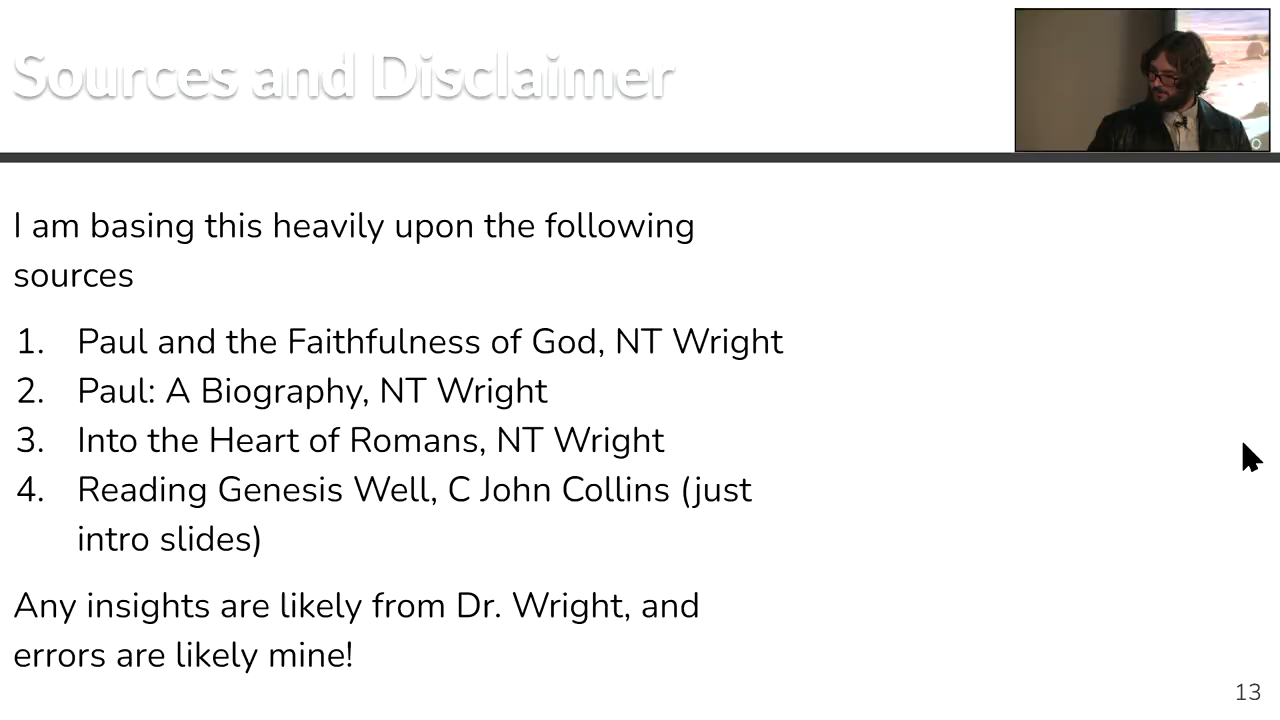 Sources and Disclaimer
I am basing this heavily upon the following
sources
1. Paul and the Faithfulness of God, NT Wright
2. Paul: A Biography, NT Wright
3. Into the Heart of Romans, NT Wright
4. Reading Genesis Well, C John Collins (just
intro slides)
Any insights are likely from Dr. Wright, and
errors are likely mine!
13